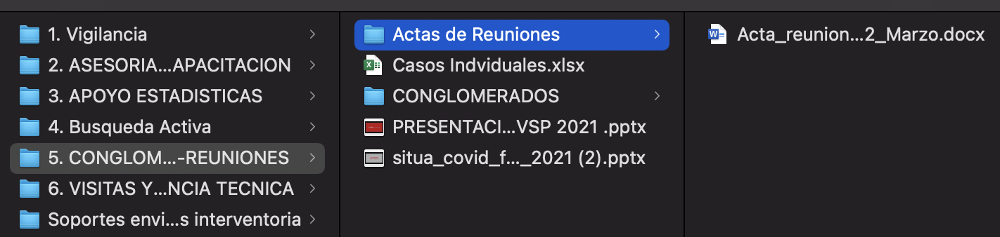 1. Vigilancia
2. ASESORIA...APACITACION
3. APOYO ESTADISTICAS
4. Busqueda Activa
5. CONGLOM...-REUNIONES
6. VISITAS Y...NCIA TECNICA
Soportes envi...s interventoria
Actas de Reuniones
Casos Indviduales.xlsx
CONGLOMERADOS
PRESENTACI...VSP 2021 .pptx
situa_covid_f..._2021 (2).pptx
Acta_reunion...2_Marzo.docx